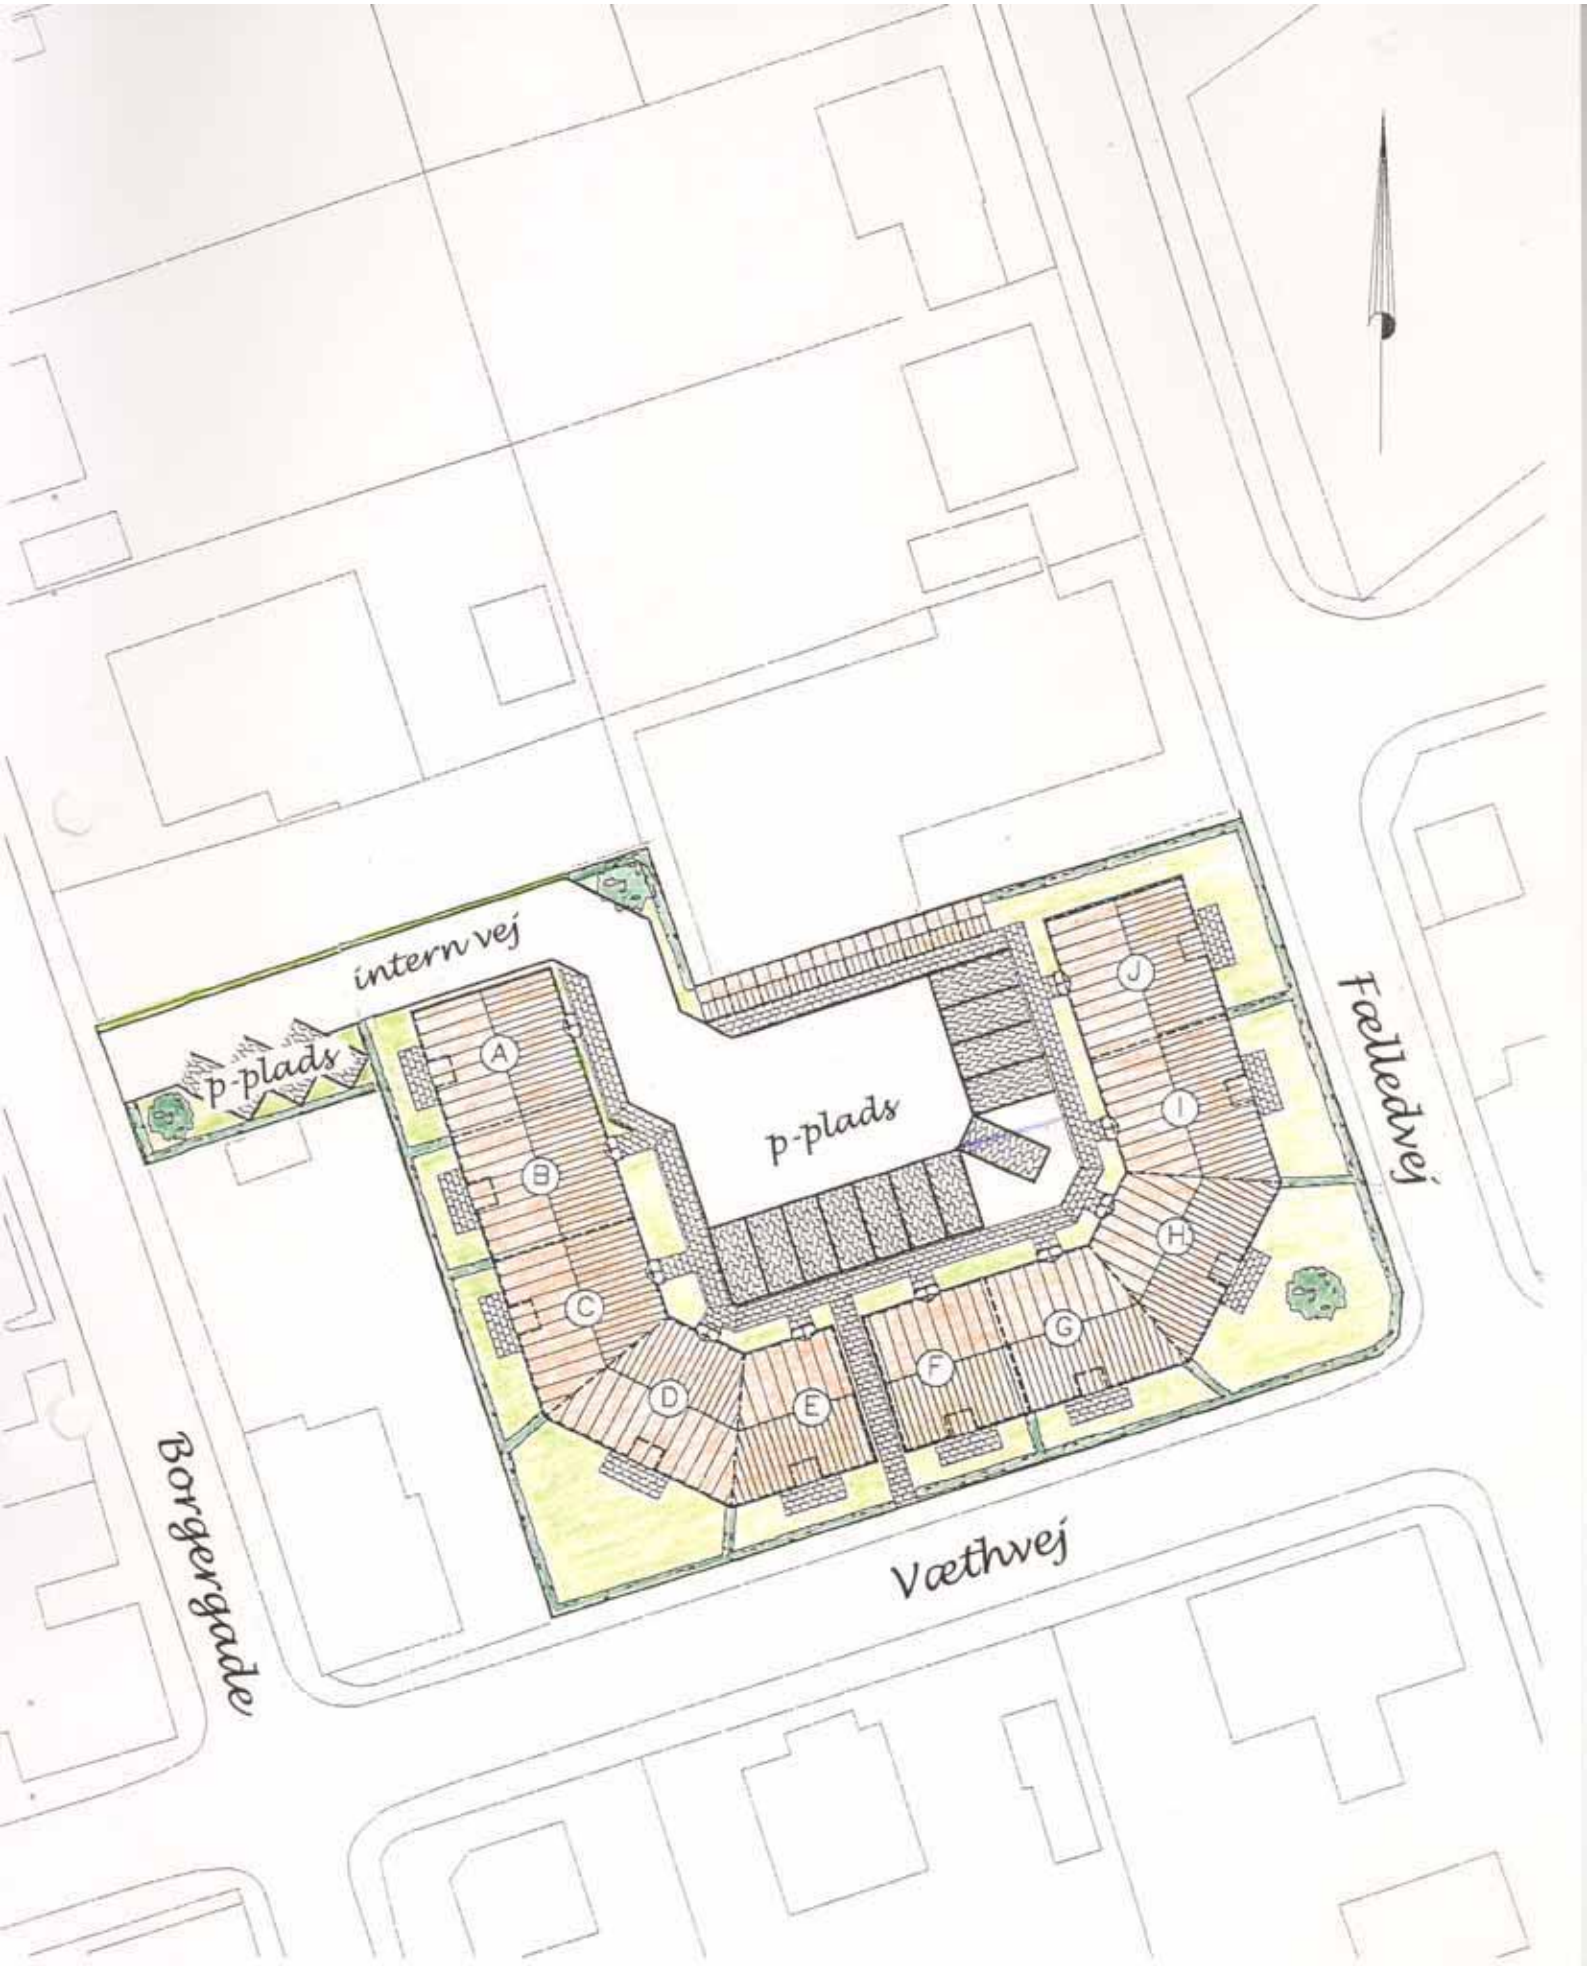 intern vej
p-plads
p-plads
A
B
C
D
E
F
G
H
I
J
Fælledvej
Væthvej
Borgergade